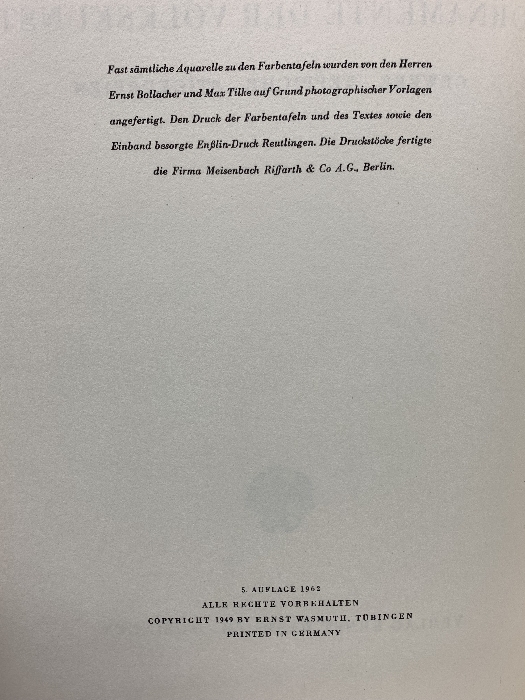 Fast sämtliche Aquarelle zu den Farbentafeln wurden von den Herren
Ernst Bollacher und Max Tilke auf Grund photographischer Vorlagen
angefertigt. Den Druck der Farbentafeln und des Textes sowie den
Einband besorgte Enßlin-Druck Reutlingen. Die Druckstöcke fertigte
die Firma Meisenbach Riffarth & Co A.G., Berlin.
5. AUFLAGE 1962
ALLE RECHTE VORBEHALTEN
COPYRIGHT 1949 BY ERNST WASMUTH, TÜBINGEN
PRINTED IN GERMANY